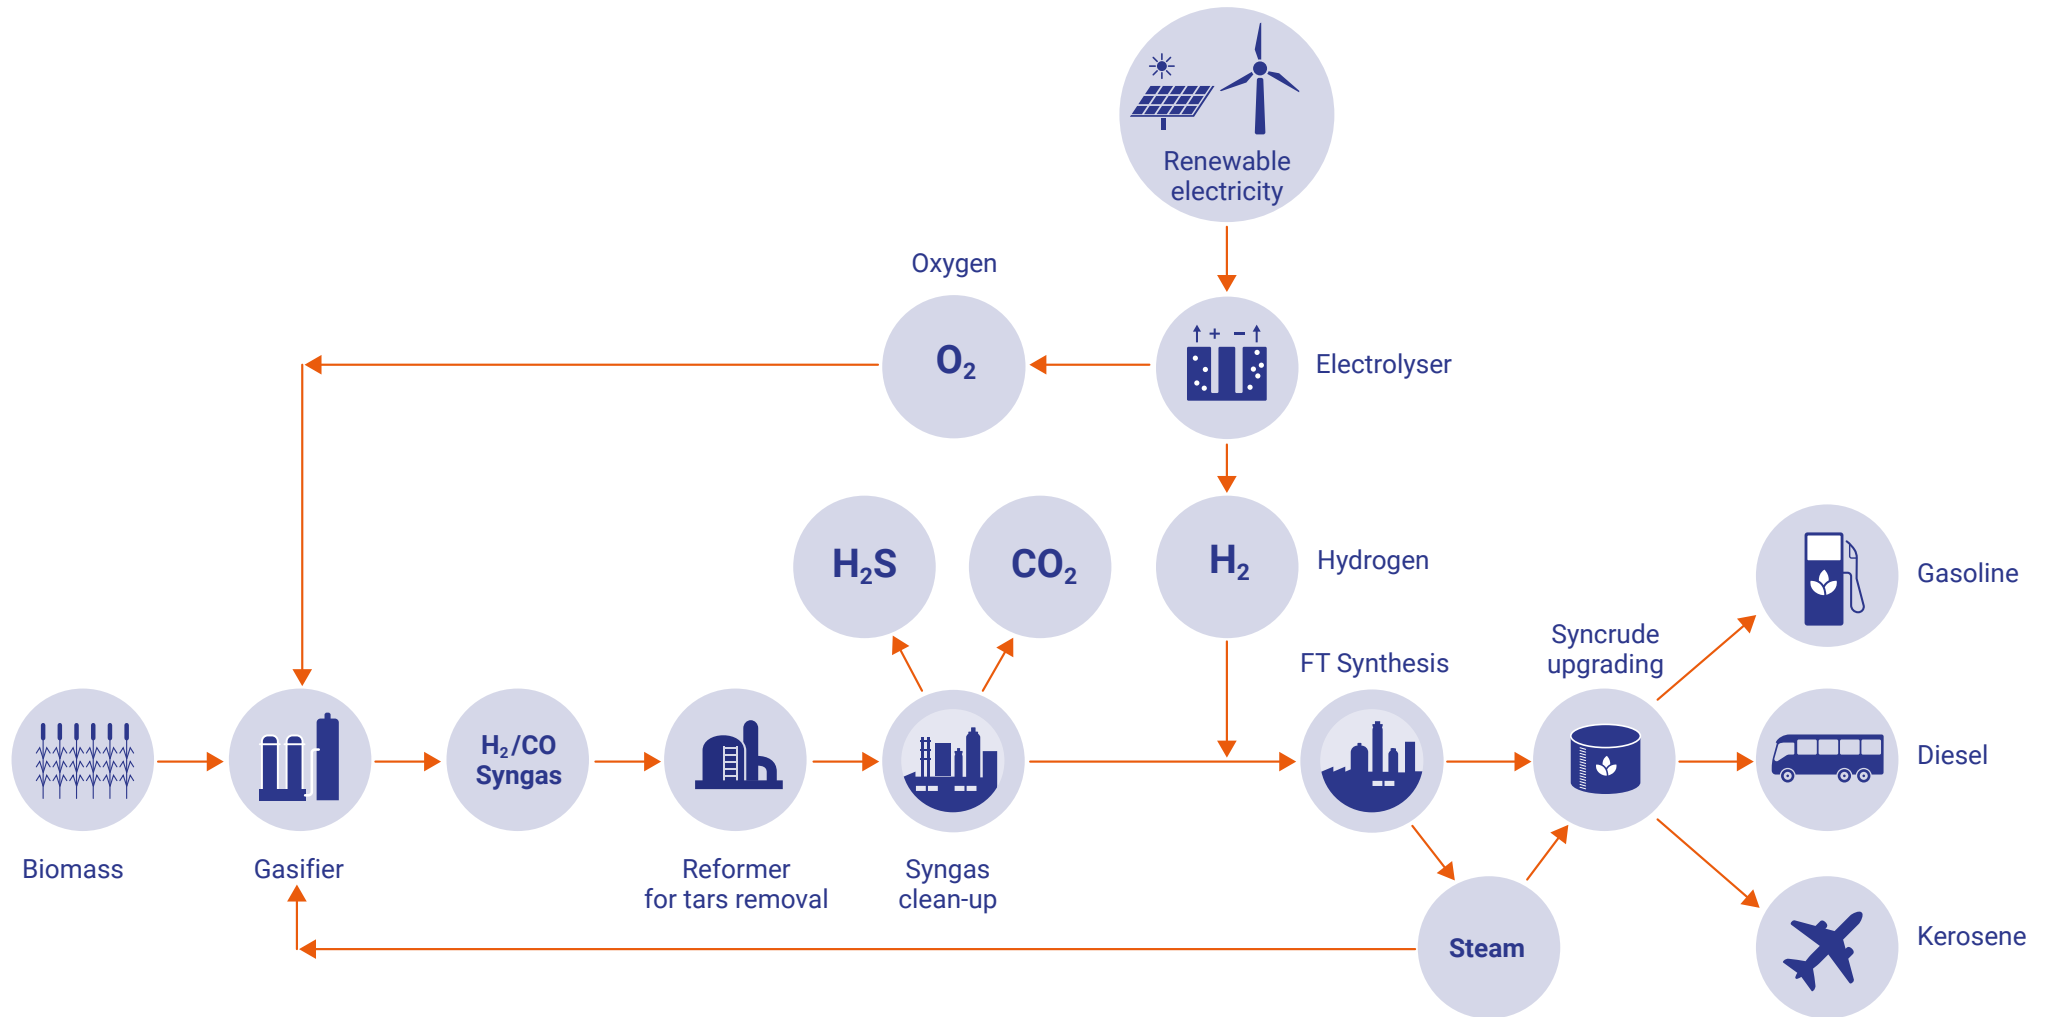 Renewable
electricity
Oxygen
O₂
+ −
Electrolyser
H₂S
CO₂
H₂
Hydrogen
Gasoline
Syncrude
upgrading
FT Synthesis
H₂/CO
Syngas
Diesel
Biomass
Gasifier
Reformer
for tars removal
Syngas
clean-up
Steam
Kerosene